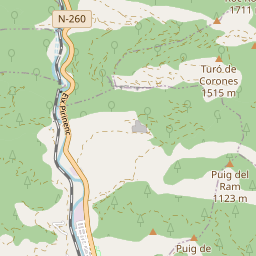 1711
N-260
Turó de
Corones
1515 m
Eix Pirinenc
Puig del
Ram
1123 m
Puig de